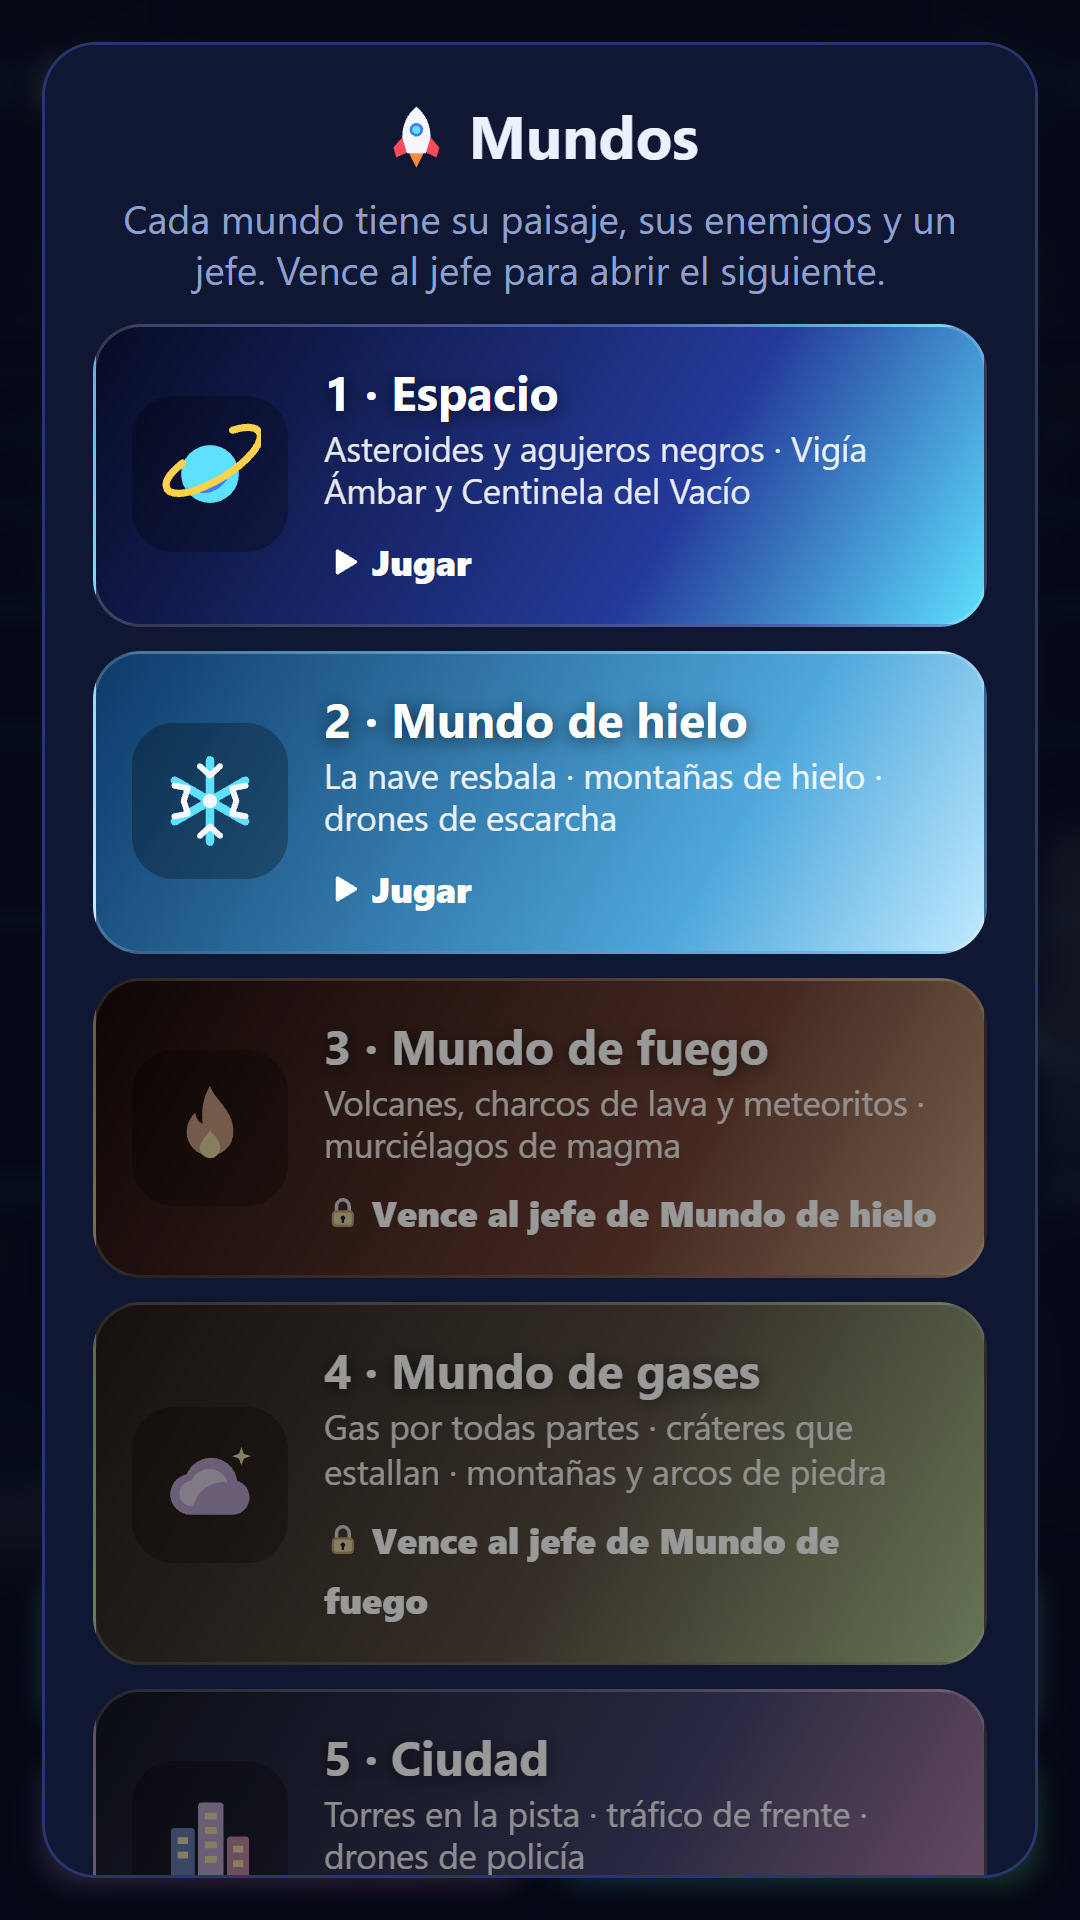 Mundos
Cada mundo tiene su paisaje, sus enemigos y un
jefe. Vence al jefe para abrir el siguiente.
1 · Espacio
Asteroides y agujeros negros · Vigía
Ámbar y Centinela del Vacío
Jugar
2 · Mundo de hielo
La nave resbala · montañas de hielo ·
drones de escarcha
Jugar
3 · Mundo de fuego
Volcanes, charcos de lava y meteoritos ·
murciélagos de magma
Vence al jefe de Mundo de hielo
4 · Mundo de gases
Gas por todas partes · cráteres que
estallan · montañas y arcos de piedra
Vence al jefe de Mundo de
fuego
5 · Ciudad
Torres en la pista · tráfico de frente ·
drones de policía